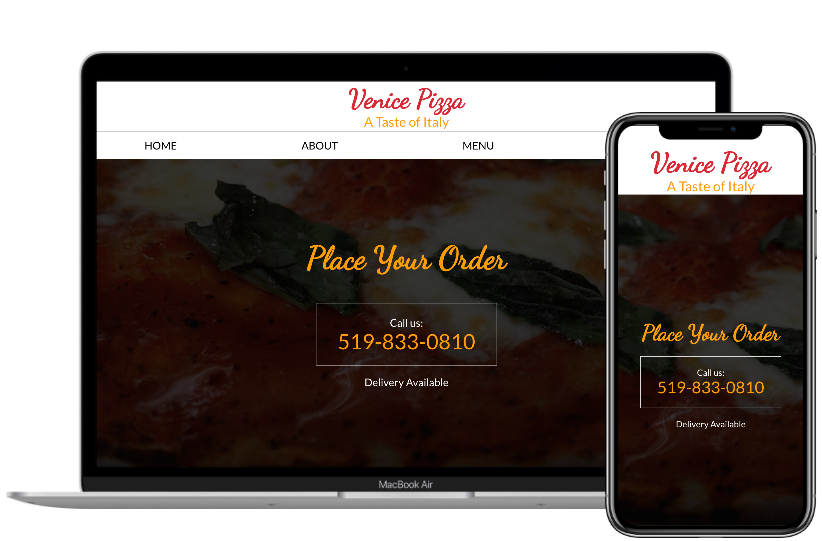 Venice Pizza
A Taste of Italy
HOME ABOUT MENU
Place Your Order
Call us:
519-833-0810
Delivery Available
MacBook Air
Venice Pizza
A Taste of Italy
Place Your Order
Call us:
519-833-0810
Delivery Available